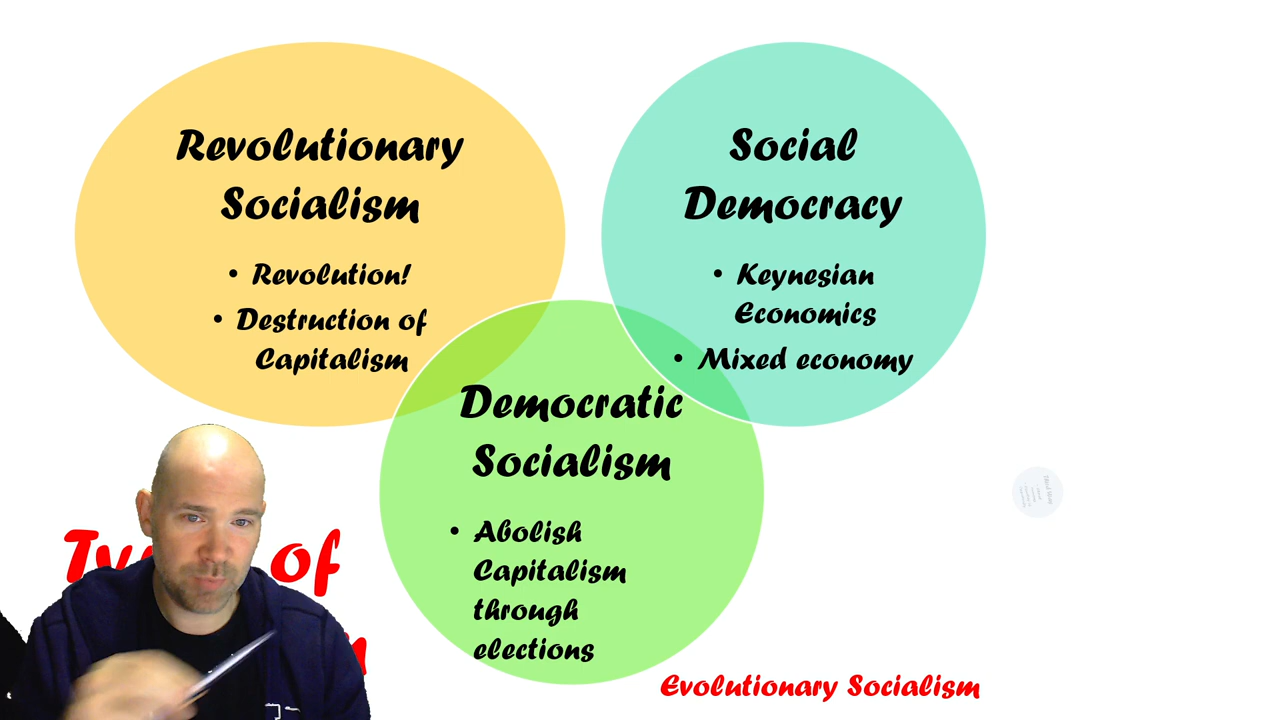 Revolutionary
Socialism
• Revolution!
• Destruction of
Capitalism
Social
Democracy
• Keynesian
Economics
• Mixed economy
Democratic
Socialism
• Abolish
Capitalism
through
elections
of
Evolutionary Socialism